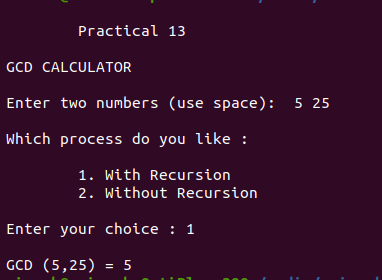 Practical 13
GCD CALCULATOR
Enter two numbers (use space):  5 25
Which process do you like :
1. With Recursion
2. Without Recursion
Enter your choice : 1
GCD (5,25) = 5